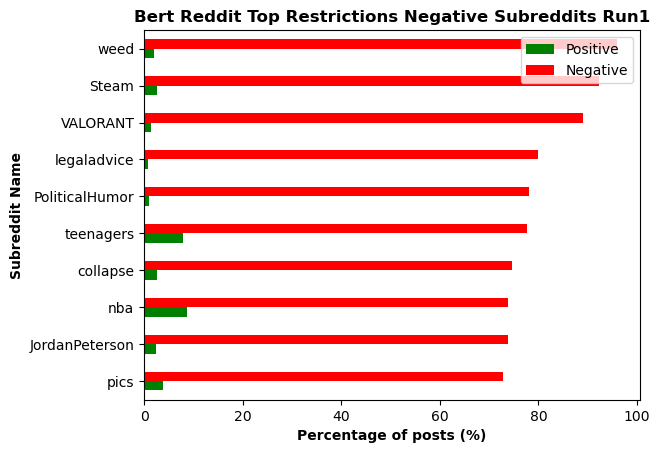 Bert Reddit Top Restrictions Negative Subreddits Run1
Positive
Negative
Subreddit Name
weed
Steam
VALORANT
legaladvice
PoliticalHumor
teenagers
collapse
nba
JordanPeterson
pics
0 20 40 60 80 100
Percentage of posts (%)